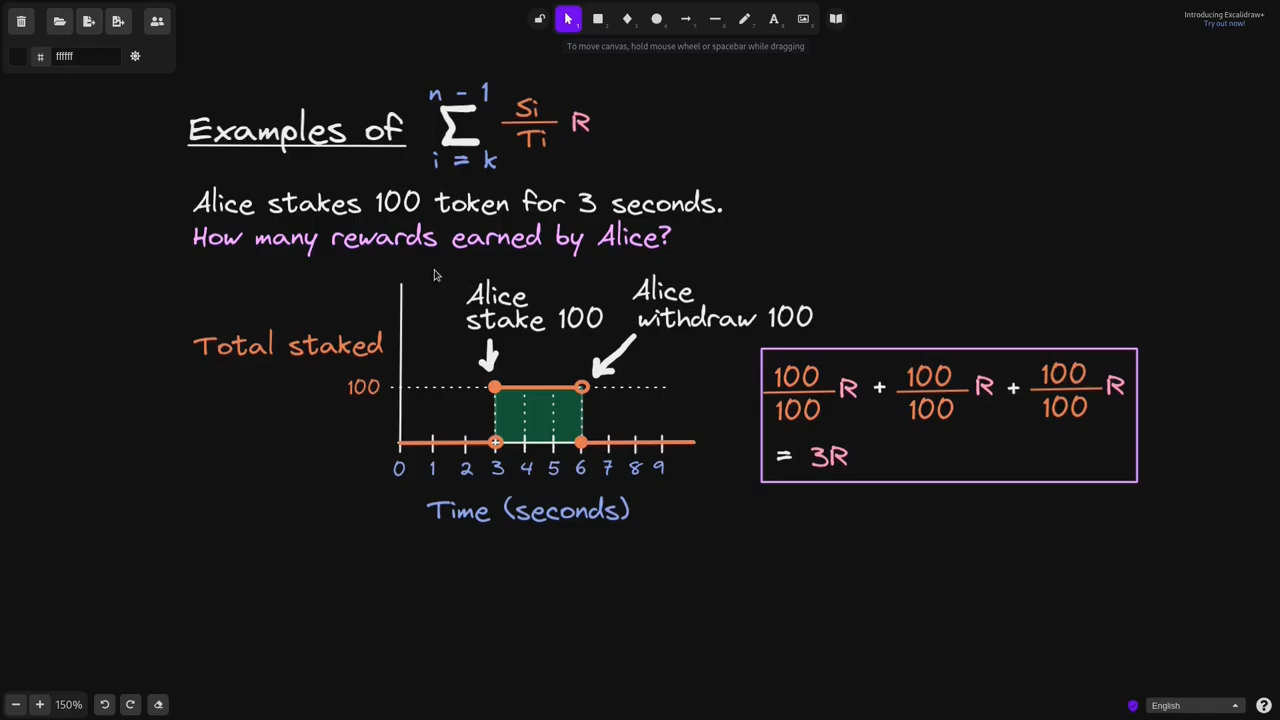 Introducing Excalidraw+
Try out now!
# ffffff
To move canvas, hold mouse wheel or spacebar while dragging
Examples of
n - 1
Σ
i = k
Si
Ti
R
Alice stakes 100 token for 3 seconds.
How many rewards earned by Alice?
Alice
stake 100
Alice
withdraw 100
Total staked
100
0 1 2 3 4 5 6 7 8 9
Time (seconds)
100 100 100
R + R + R
100 100 100
= 3R
150%
English